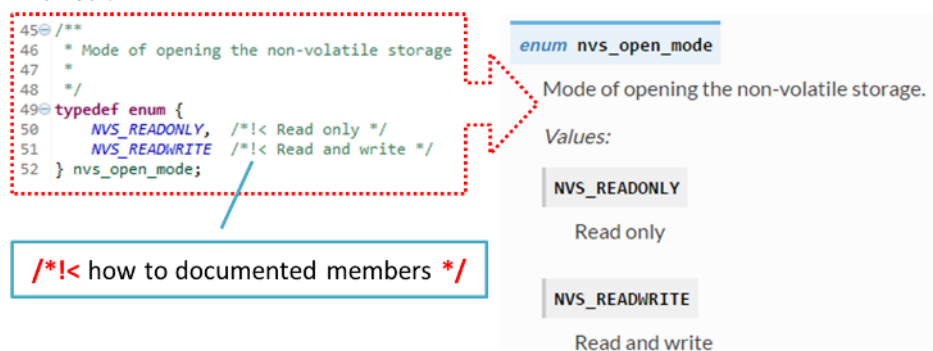 45 /**
46 * Mode of opening the non-volatile storage
47 *
48 */
49 typedef enum {
50 NVS_READONLY, /*!< Read only */
51 NVS_READWRITE /*!< Read and write */
52 } nvs_open_mode;
/*!< how to documented members */
enum nvs_open_mode
Mode of opening the non-volatile storage.
Values:
NVS_READONLY
Read only
NVS_READWRITE
Read and write